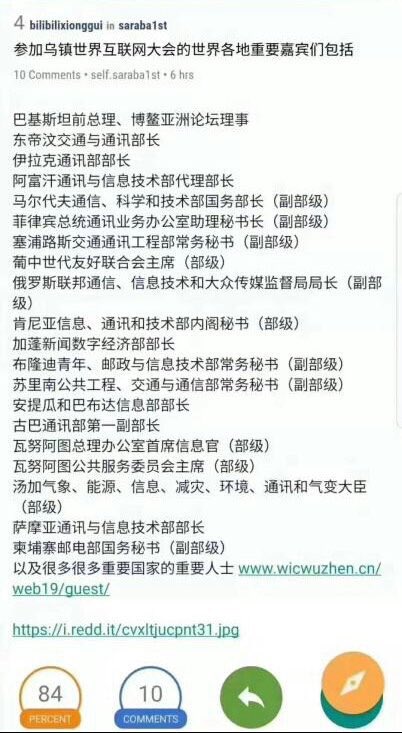 4 bilibilixionggui in saraba1st
参加乌镇世界互联网大会的世界各地重要嘉宾们包括
10 Comments • self.saraba1st • 6 hrs
巴基斯坦前总理、博鳌亚洲论坛理事
东帝汶交通与通讯部长
伊拉克通讯部部长
阿富汗通讯与信息技术部代理部长
马尔代夫通信、科学和技术部国务部长（副部级）
菲律宾总统通讯业务办公室助理秘书长（副部级）
塞浦路斯交通通讯工程部常务秘书（副部级）
葡中世代友好联合会主席（部级）
俄罗斯联邦通信、信息技术和大众传媒监督局局长（副部
级）
肯尼亚信息、通讯和技术部内阁秘书（部级）
加蓬新闻数字经济部部长
布隆迪青年、邮政与信息技术部常务秘书（副部级）
苏里南公共工程、交通与通信部常务秘书（副部级）
安提瓜和巴布达信息部部长
古巴通讯部第一副部长
瓦努阿图总理办公室首席信息官（部级）
瓦努阿图公共服务委员会主席（部级）
汤加气象、能源、信息、减灾、环境、通讯和气变大臣
（部级）
萨摩亚通讯与信息技术部部长
柬埔寨邮电部国务秘书（副部级）
以及很多很多重要国家的重要人士 www.wicwuzhen.cn/
web19/guest/
https://i.redd.it/cvxltjucpnt31.jpg
84
PERCENT
10
COMMENTS